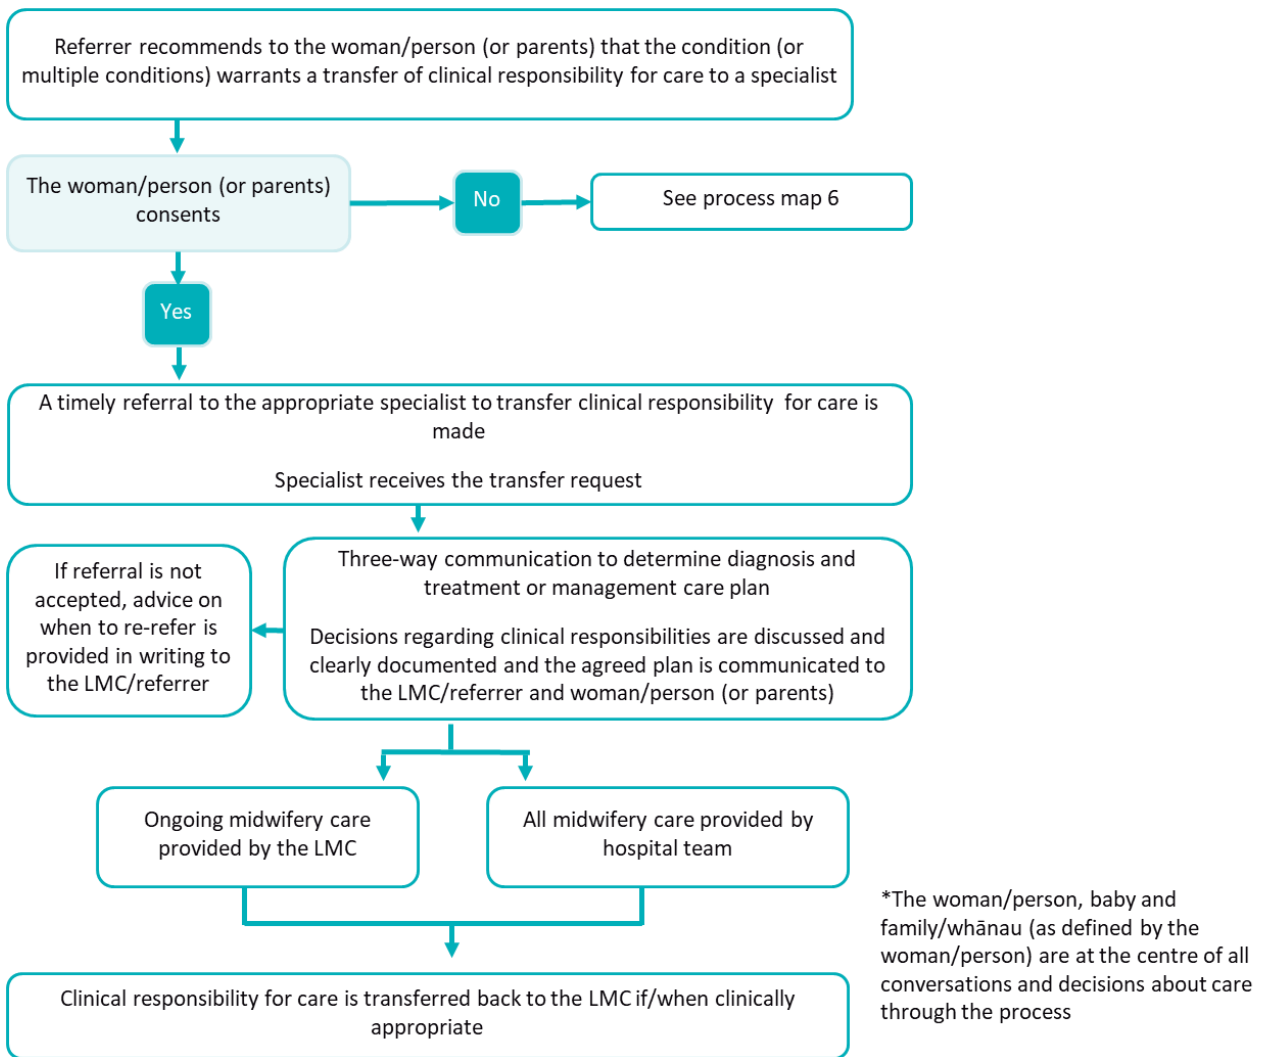 Referrer recommends to the woman/person (or parents) that the condition (or
multiple conditions) warrants a transfer of clinical responsibility for care to a specialist
The woman/person (or parents)
consents
No
See process map 6
Yes
A timely referral to the appropriate specialist to transfer clinical responsibility for care is
made
Specialist receives the transfer request
If referral is not
accepted, advice on
when to re-refer is
provided in writing to
the LMC/referrer
Three-way communication to determine diagnosis and
treatment or management care plan
Decisions regarding clinical responsibilities are discussed and
clearly documented and the agreed plan is communicated to
the LMC/referrer and woman/person (or parents)
Ongoing midwifery care
provided by the LMC
All midwifery care provided by
hospital team
*The woman/person, baby and
family/whānau (as defined by the
woman/person) are at the centre of all
conversations and decisions about care
through the process
Clinical responsibility for care is transferred back to the LMC if/when clinically
appropriate